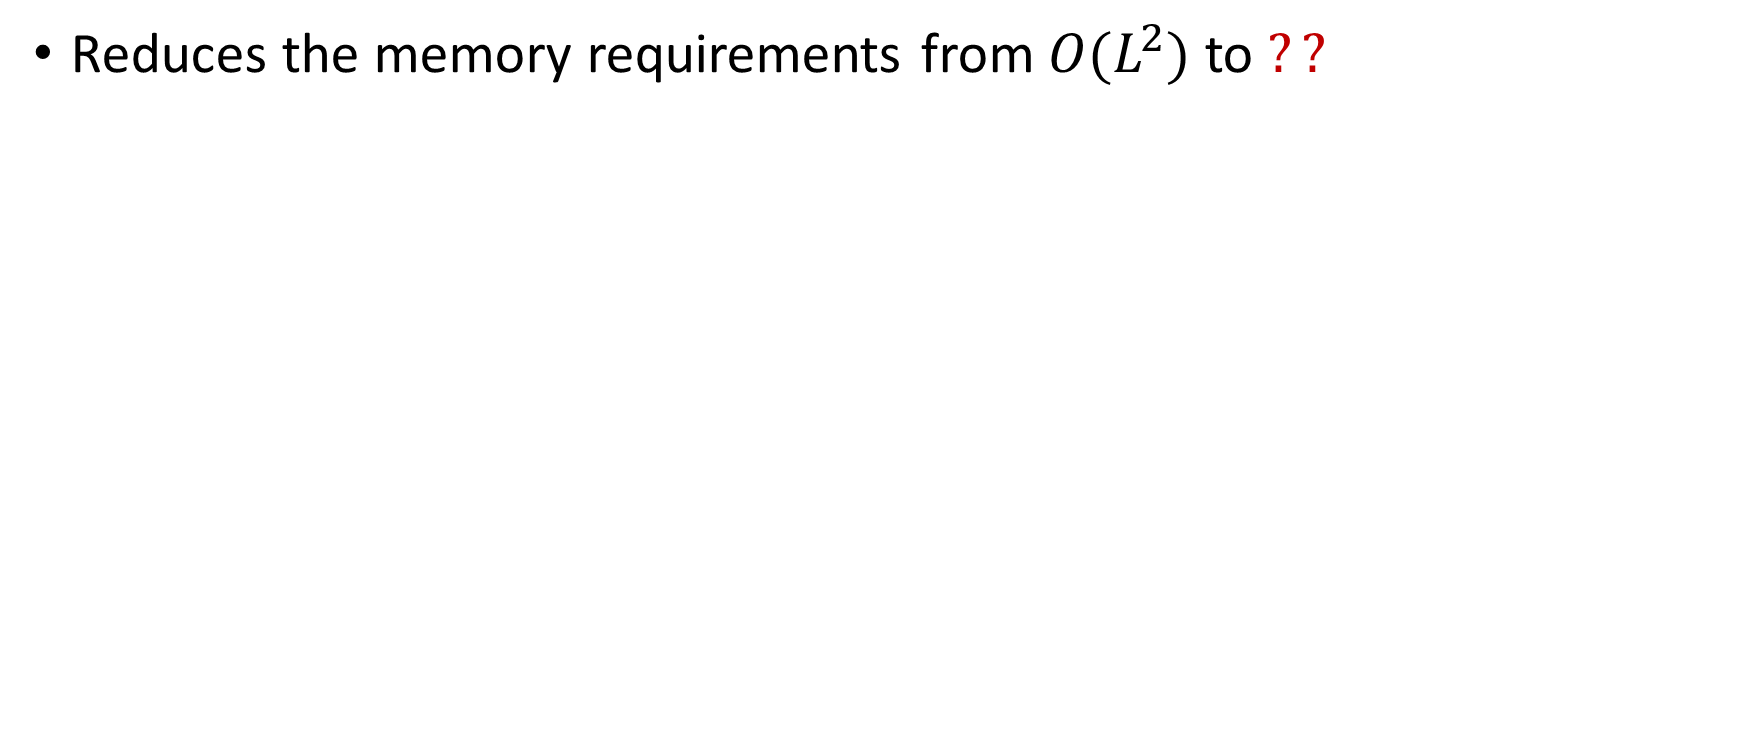 • Reduces the memory requirements from O(L²) to ??